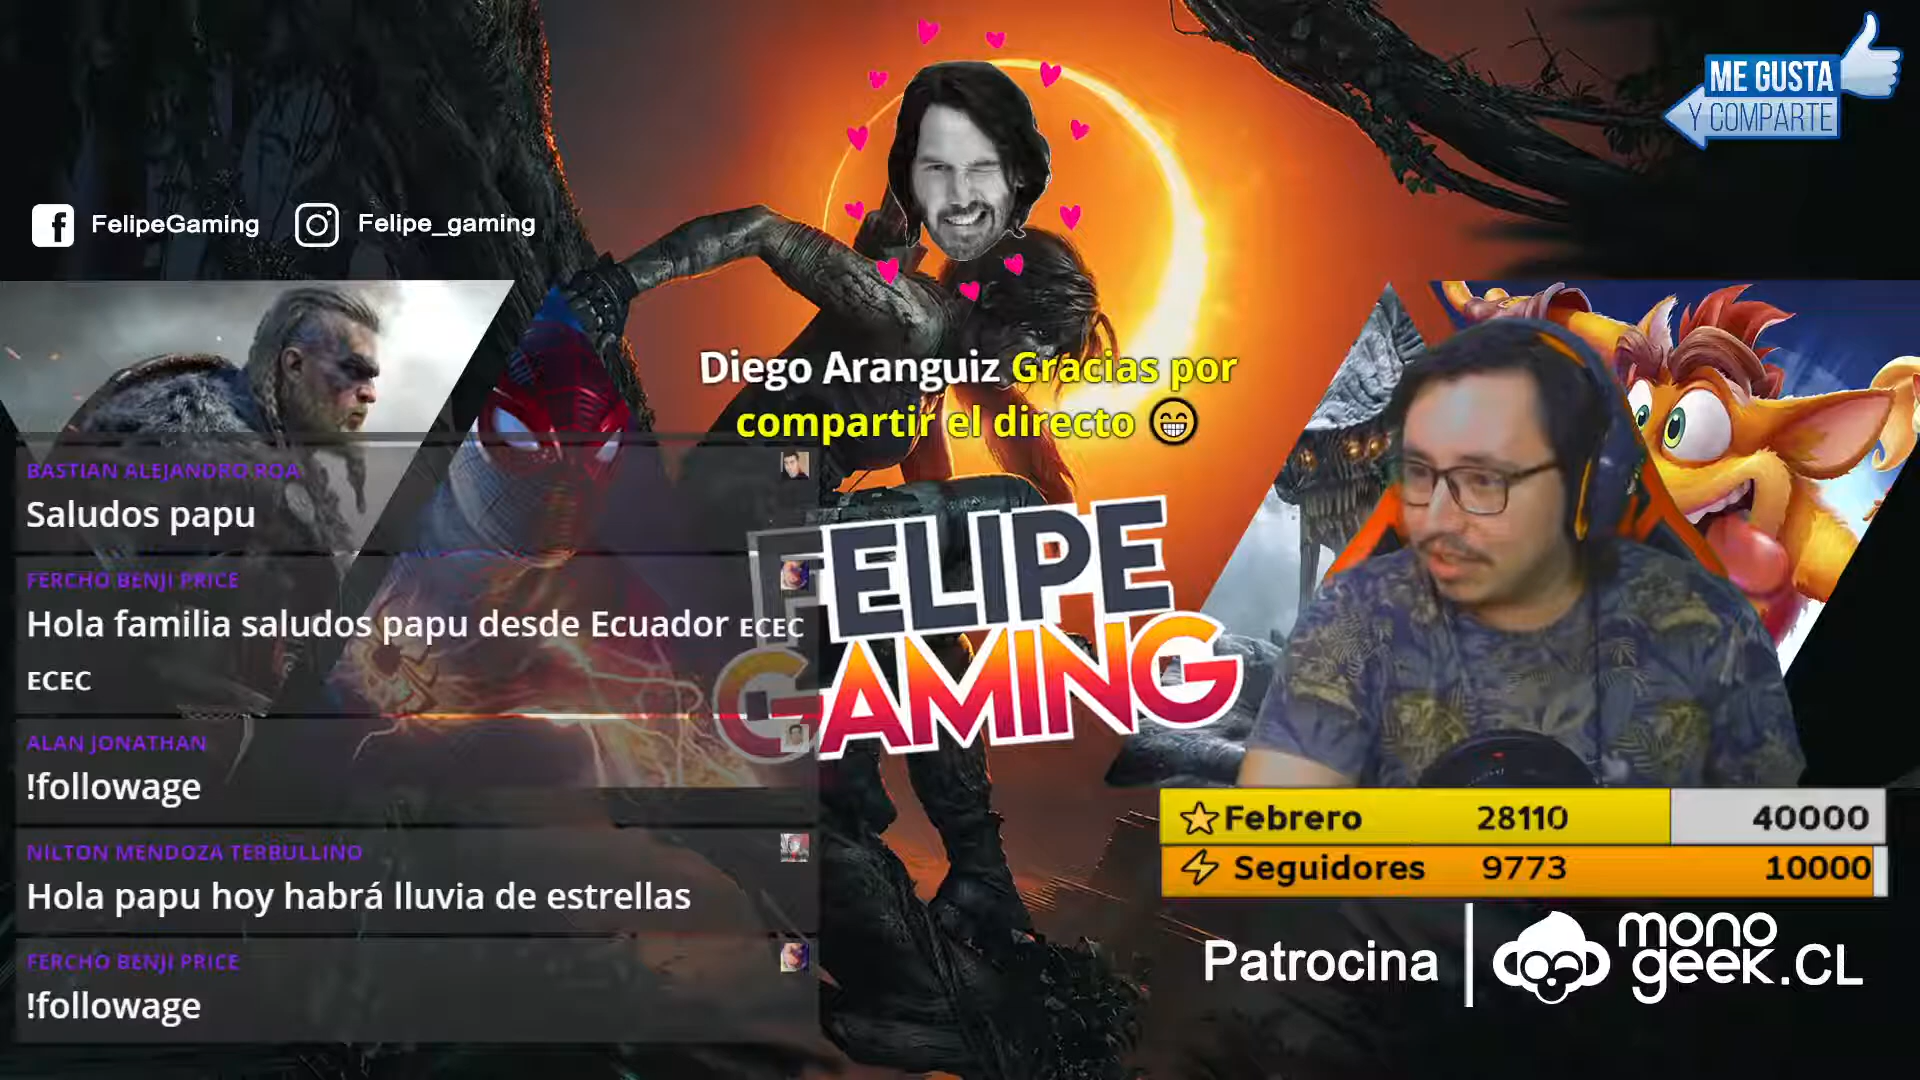 ME GUSTA
Y COMPARTE
FelipeGaming
Felipe_gaming
Diego Aranguiz Gracias por
compartir el directo 😁
BASTIAN ALEJANDRO ROA
Saludos papu
FERCHO BENJI PRICE
Hola familia saludos papu desde Ecuador ECEC
ECEC
ALAN JONATHAN
!followage
NILTON MENDOZA TERBULLINO
Hola papu hoy habrá lluvia de estrellas
FERCHO BENJI PRICE
!followage
FELIPE
GAMING
Febrero 28110 40000
Seguidores 9773 10000
Patrocina
mono
geek.CL